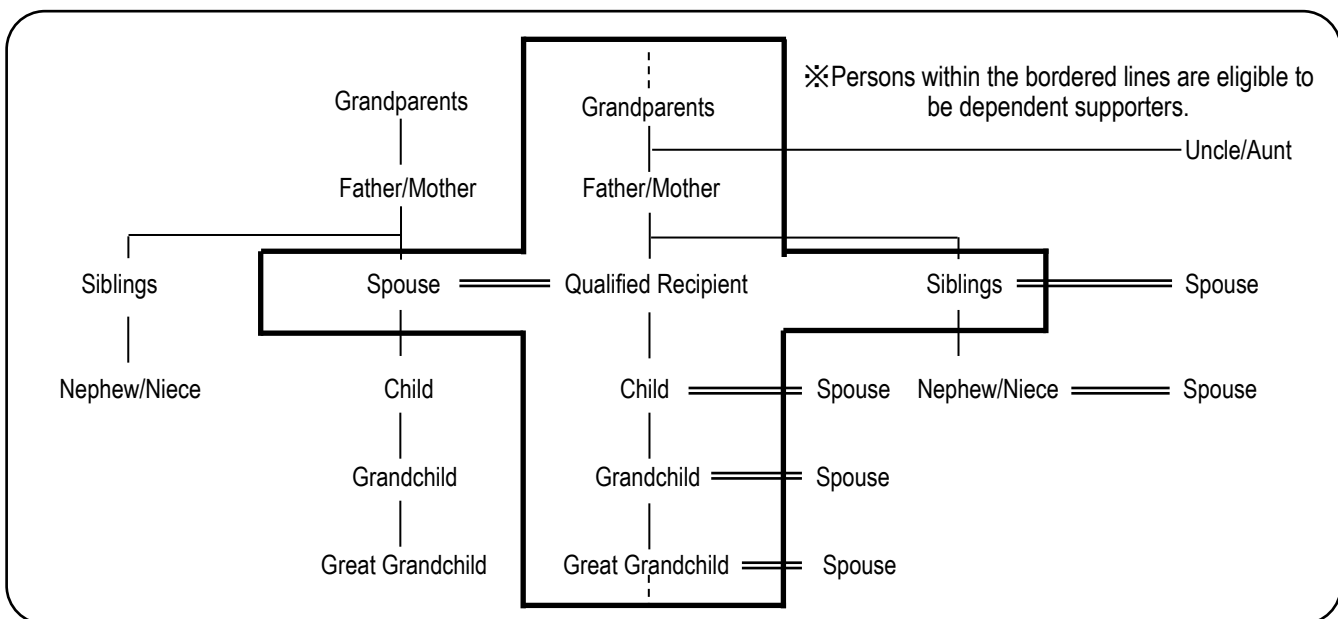 ※Persons within the bordered lines are eligible to
be dependent supporters.
Grandparents
Grandparents
Uncle/Aunt
Father/Mother
Father/Mother
Siblings
Spouse
Qualified Recipient
Siblings
Spouse
Nephew/Niece
Child
Child
Spouse
Nephew/Niece
Spouse
Grandchild
Grandchild
Spouse
Great Grandchild
Great Grandchild
Spouse